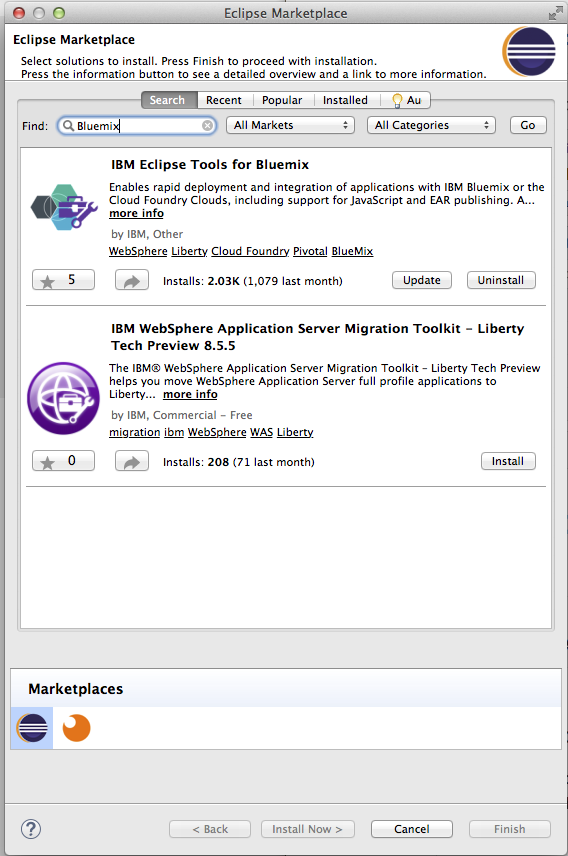 Eclipse Marketplace
Eclipse Marketplace
Select solutions to install. Press Finish to proceed with installation.
Press the information button to see a detailed overview and a link to more information.
Search Recent Popular Installed Au
Find: Bluemix All Markets All Categories Go
IBM Eclipse Tools for Bluemix
Enables rapid deployment and integration of applications with IBM Bluemix or the
Cloud Foundry Clouds, including support for JavaScript and EAR publishing. A...
more info
by IBM, Other
WebSphere Liberty Cloud Foundry Pivotal BlueMix
5 Installs: 2.03K (1,079 last month) Update Uninstall
IBM WebSphere Application Server Migration Toolkit – Liberty
Tech Preview 8.5.5
The IBM® WebSphere Application Server Migration Toolkit – Liberty Tech Preview
helps you move WebSphere Application Server full profile applications to
Liberty... more info
by IBM, Commercial – Free
migration ibm WebSphere WAS Liberty
0 Installs: 208 (71 last month) Install
Marketplaces
? < Back Install Now > Cancel Finish